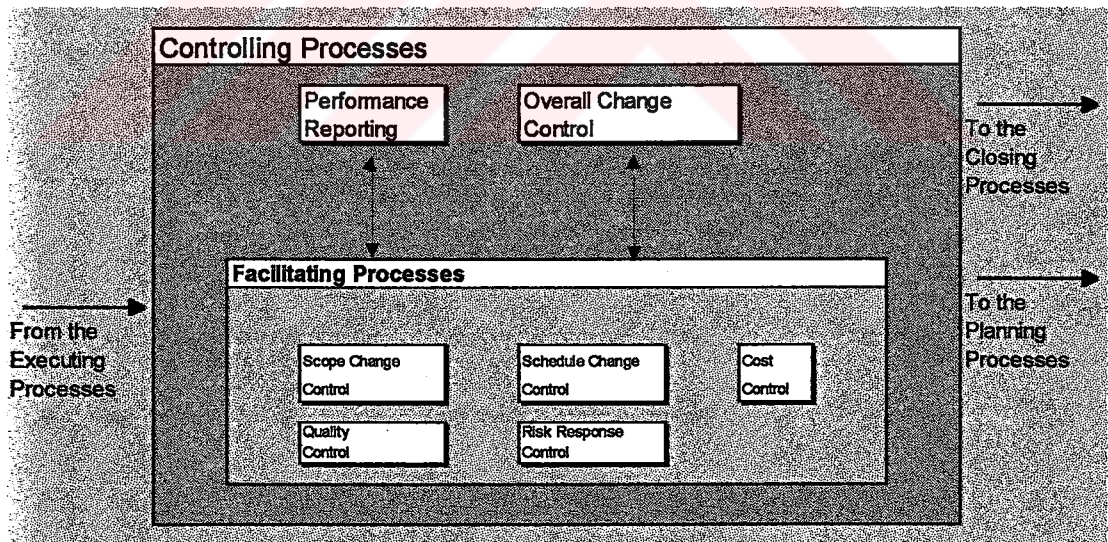 Controlling Processes
Performance
Reporting
Overall Change
Control
To the
Closing
Processes
Facilitating Processes
From the
Executing
Processes
To the
Planning
Processes
Scope Change
Control
Schedule Change
Control
Cost
Control
Quality
Control
Risk Response
Control